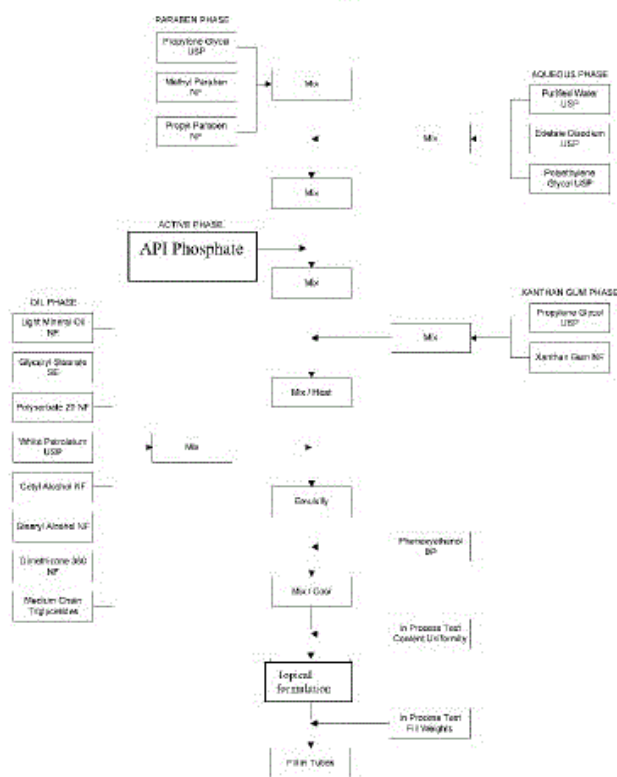 PARABEN PHASE
Propylene Glycol
USP
Methyl Paraben
NF
Propyl Paraben
NF
Mix
AQUEOUS PHASE
Purified Water
USP
Edetate Disodium
USP
Polyethylene
Glycol USP
Mix
Mix
ACTIVE PHASE
API Phosphate
Mix
OIL PHASE
Light Mineral Oil
NF
Glyceryl Stearate
SE
Polysorbate 20 NF
White Petrolatum
USP
Cetyl Alcohol NF
Stearyl Alcohol NF
Dimethicone 360
NF
Medium Chain
Triglycerides
Mix
XANTHAN GUM PHASE
Propylene Glycol
USP
Xanthan Gum NF
Mix
Mix / Heat
Emulsify
Phenoxyethanol
BP
Mix / Cool
In Process Test
Content Uniformity
Topical
formulation
In Process Test
Fill Weights
Fill in Tubes